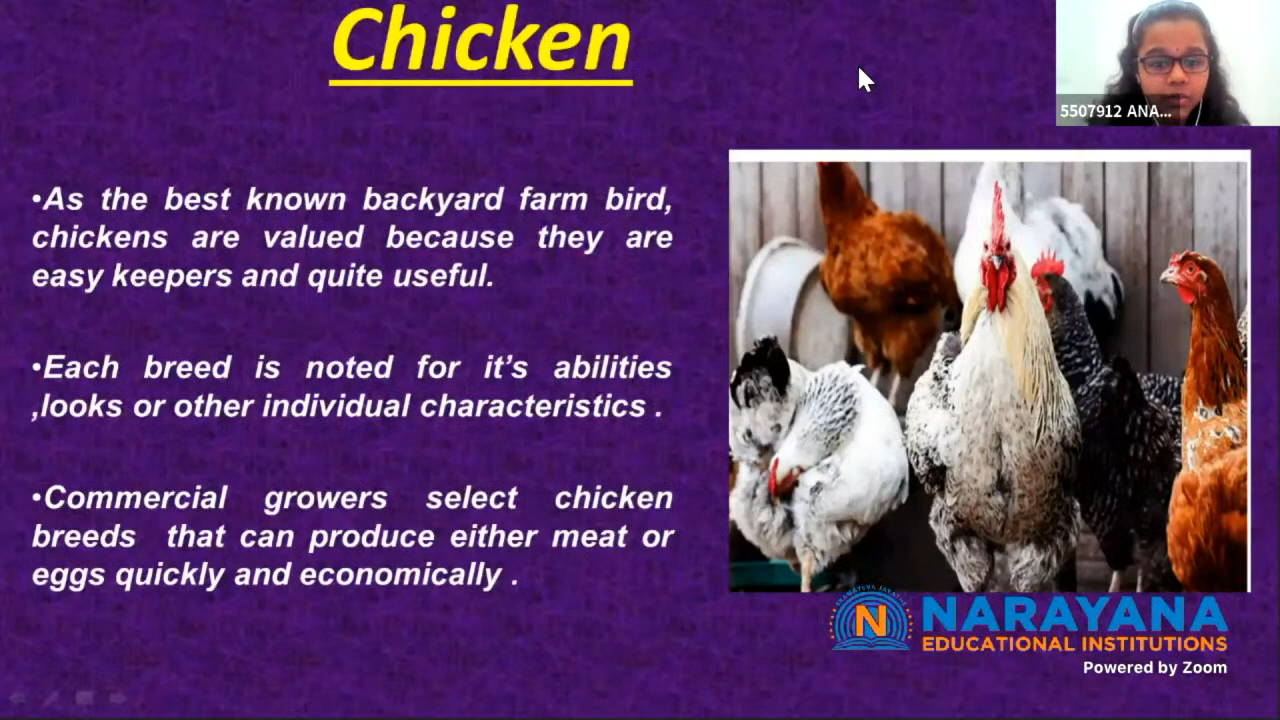 Chicken
5507912 ANA...
•As the best known backyard farm bird,
chickens are valued because they are
easy keepers and quite useful.
•Each breed is noted for it’s abilities
,looks or other individual characteristics .
•Commercial growers select chicken
breeds that can produce either meat or
eggs quickly and economically .
N
NARAYANA
EDUCATIONAL INSTITUTIONS
Powered by Zoom